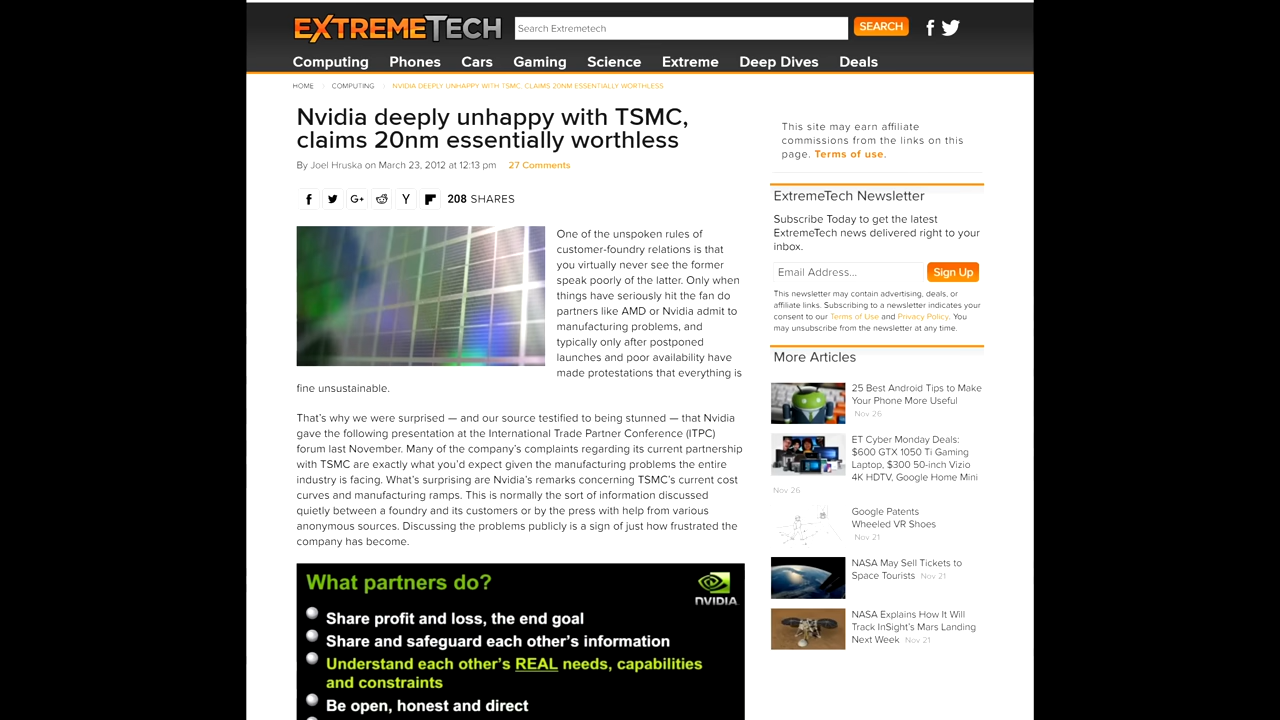 EXTREMETECH
Search Extremetech
SEARCH
Computing Phones Cars Gaming Science Extreme Deep Dives Deals
HOME COMPUTING NVIDIA DEEPLY UNHAPPY WITH TSMC, CLAIMS 20NM ESSENTIALLY WORTHLESS
Nvidia deeply unhappy with TSMC,
claims 20nm essentially worthless
By Joel Hruska on March 23, 2012 at 12:13 pm 27 Comments
208 SHARES
One of the unspoken rules of
customer-foundry relations is that
you virtually never see the former
speak poorly of the latter. Only when
things have seriously hit the fan do
partners like AMD or Nvidia admit to
manufacturing problems, and
typically only after postponed
launches and poor availability have
made protestations that everything is
fine unsustainable.
That's why we were surprised — and our source testified to being stunned — that Nvidia
gave the following presentation at the International Trade Partner Conference (ITPC)
forum last November. Many of the company's complaints regarding its current partnership
with TSMC are exactly what you'd expect given the manufacturing problems the entire
industry is facing. What's surprising are Nvidia's remarks concerning TSMC's current cost
curves and manufacturing ramps. This is normally the sort of information discussed
quietly between a foundry and its customers or by the press with help from various
anonymous sources. Discussing the problems publicly is a sign of just how frustrated the
company has become.
What partners do?
NVIDIA
Share profit and loss, the end goal
Share and safeguard each other's information
Understand each other's REAL needs, capabilities
and constraints
Be open, honest and direct
This site may earn affiliate
commissions from the links on this
page. Terms of use.
ExtremeTech Newsletter
Subscribe Today to get the latest
ExtremeTech news delivered right to your
inbox.
Email Address...
Sign Up
This newsletter may contain advertising, deals, or
affiliate links. Subscribing to a newsletter indicates your
consent to our Terms of Use and Privacy Policy. You
may unsubscribe from the newsletter at any time.
More Articles
25 Best Android Tips to Make
Your Phone More Useful
Nov 26
ET Cyber Monday Deals:
$600 GTX 1050 Ti Gaming
Laptop, $300 50-inch Vizio
4K HDTV, Google Home Mini
Nov 26
Google Patents
Wheeled VR Shoes
Nov 21
NASA May Sell Tickets to
Space Tourists Nov 21
NASA Explains How It Will
Track InSight's Mars Landing
Next Week Nov 21